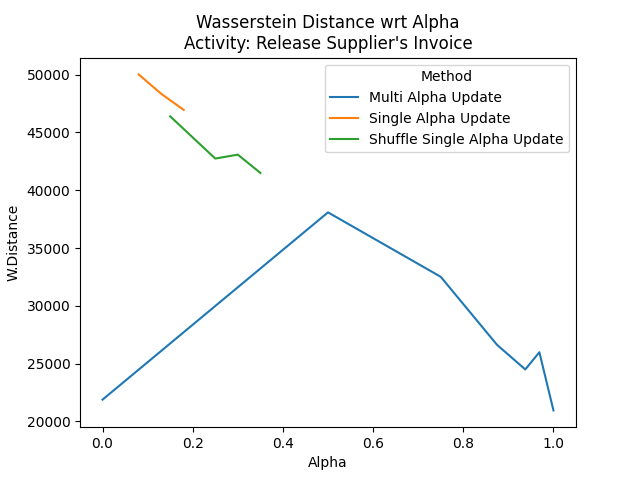 Wasserstein Distance wrt Alpha
Activity: Release Supplier's Invoice
Method
Multi Alpha Update
Single Alpha Update
Shuffle Single Alpha Update
W.Distance
50000
45000
40000
35000
30000
25000
20000
0.0 0.2 0.4 0.6 0.8 1.0
Alpha